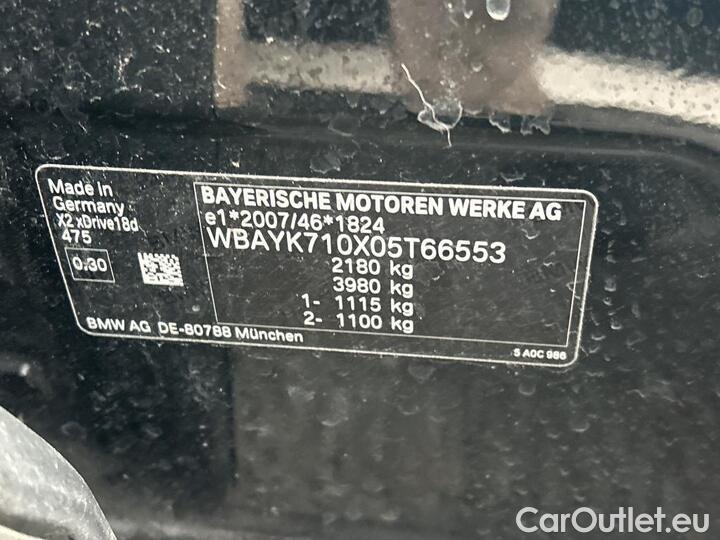 Made in
Germany
X2 xDrive18d
475
0.30
BMW AG DE-80788 München
BAYERISCHE MOTOREN WERKE AG
e1*2007/46*1824
WBAYK710X05T66553
2180 kg
3980 kg
1- 1115 kg
2- 1100 kg
S A0C 986
CarOutlet.eu